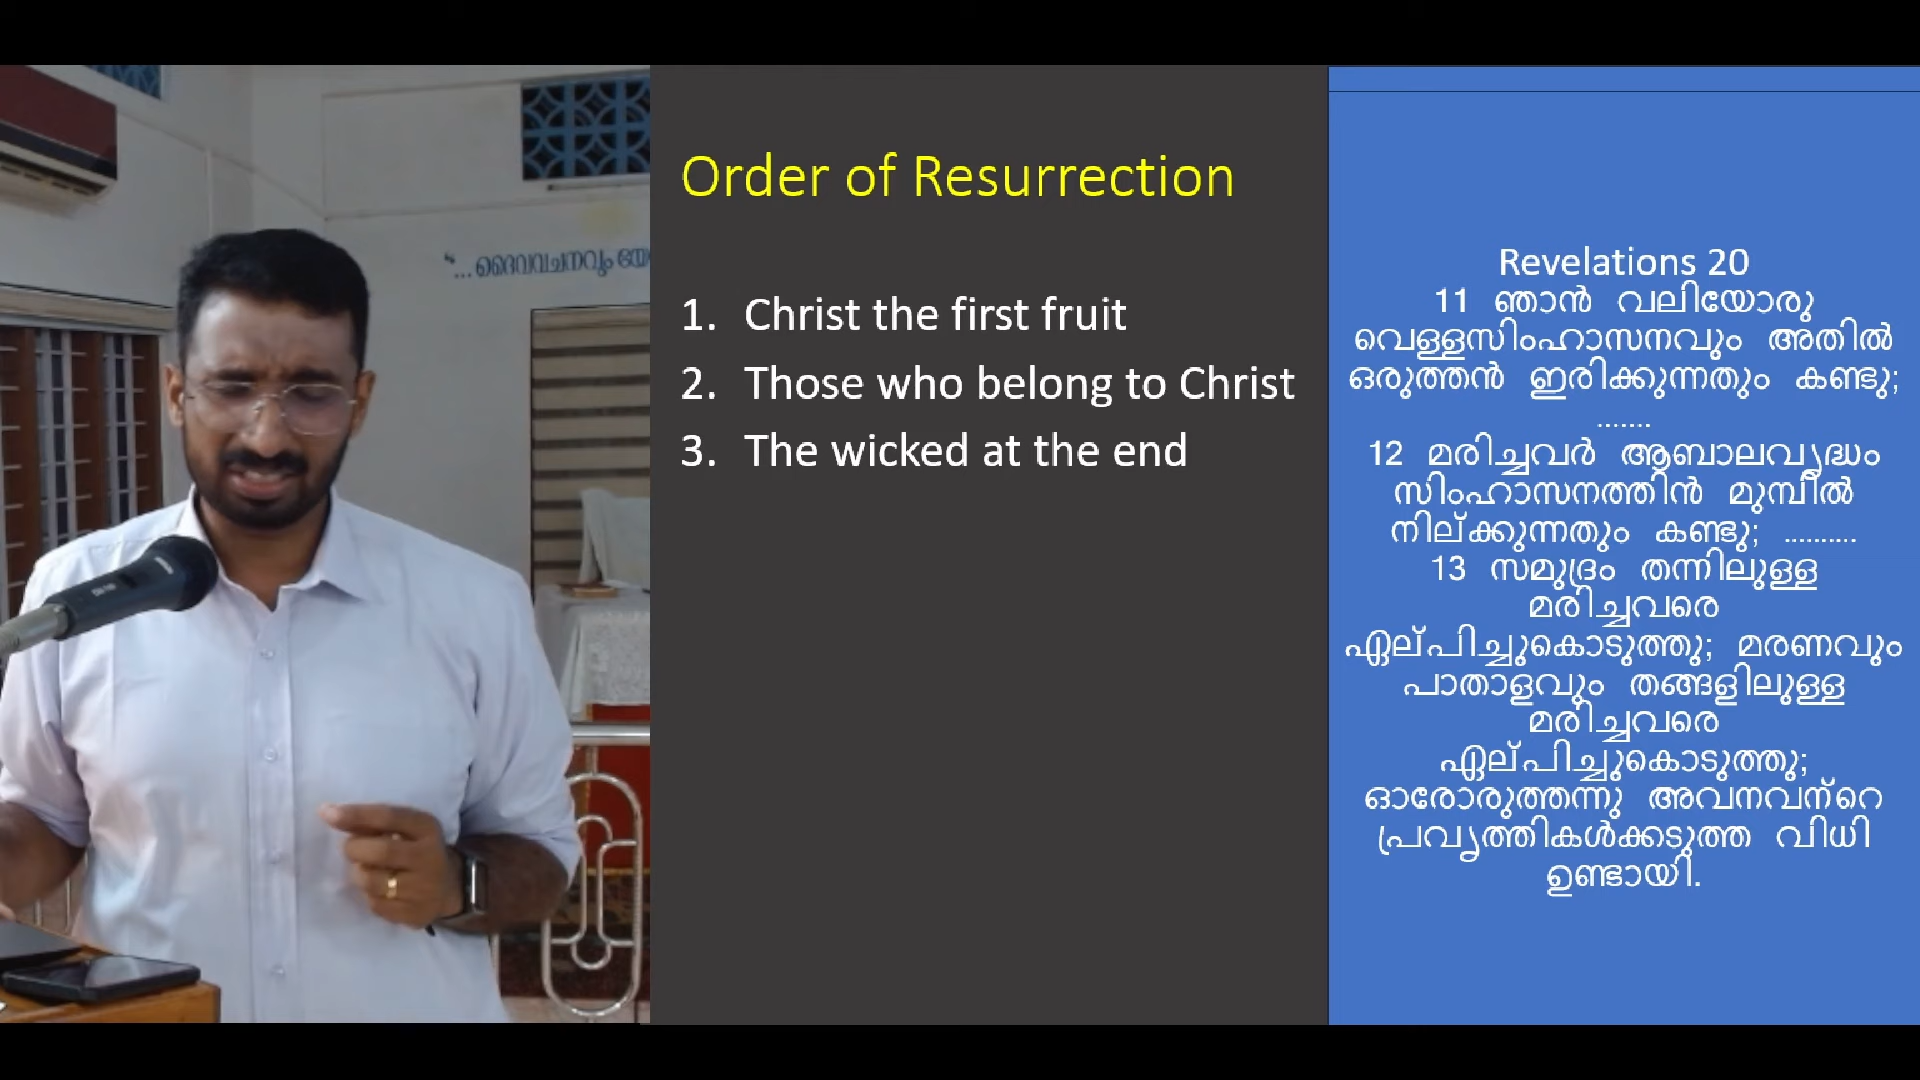 "...ദൈവവചനവും
Order of Resurrection
1. Christ the first fruit
2. Those who belong to Christ
3. The wicked at the end
Revelations 20
11 ഞാൻ വലിയോരു
വെള്ളസിംഹാസനവും അതിൽ
ഒരുത്തൻ ഇരിക്കുന്നതും കണ്ടു;
.......
12 മരിച്ചവർ ആബാലവൃദ്ധം
സിംഹാസനത്തിൻ മുമ്പിൽ
നില്ക്കുന്നതും കണ്ടു; ..........
13 സമുദ്രം തന്നിലുള്ള
മരിച്ചവരെ
ഏല്പിച്ചുകൊടുത്തു; മരണവും
പാതാളവും തങ്ങളിലുള്ള
മരിച്ചവരെ
ഏല്പിച്ചുകൊടുത്തു;
ഓരോരുത്തന്നു അവനവന്റെ
പ്രവൃത്തികൾക്കടുത്ത വിധി
ഉണ്ടായി.